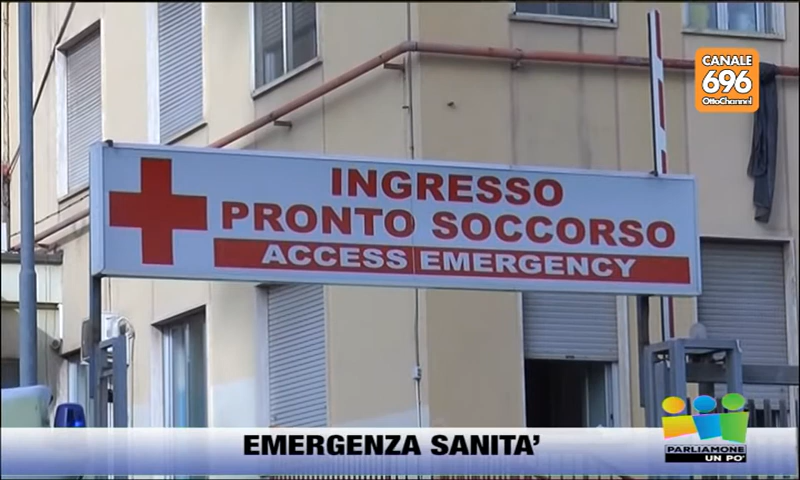 CANALE
696
OttoChannel
INGRESSO
PRONTO SOCCORSO
ACCESS EMERGENCY
EMERGENZA SANITA'
PARLIAMONE
UN PO'